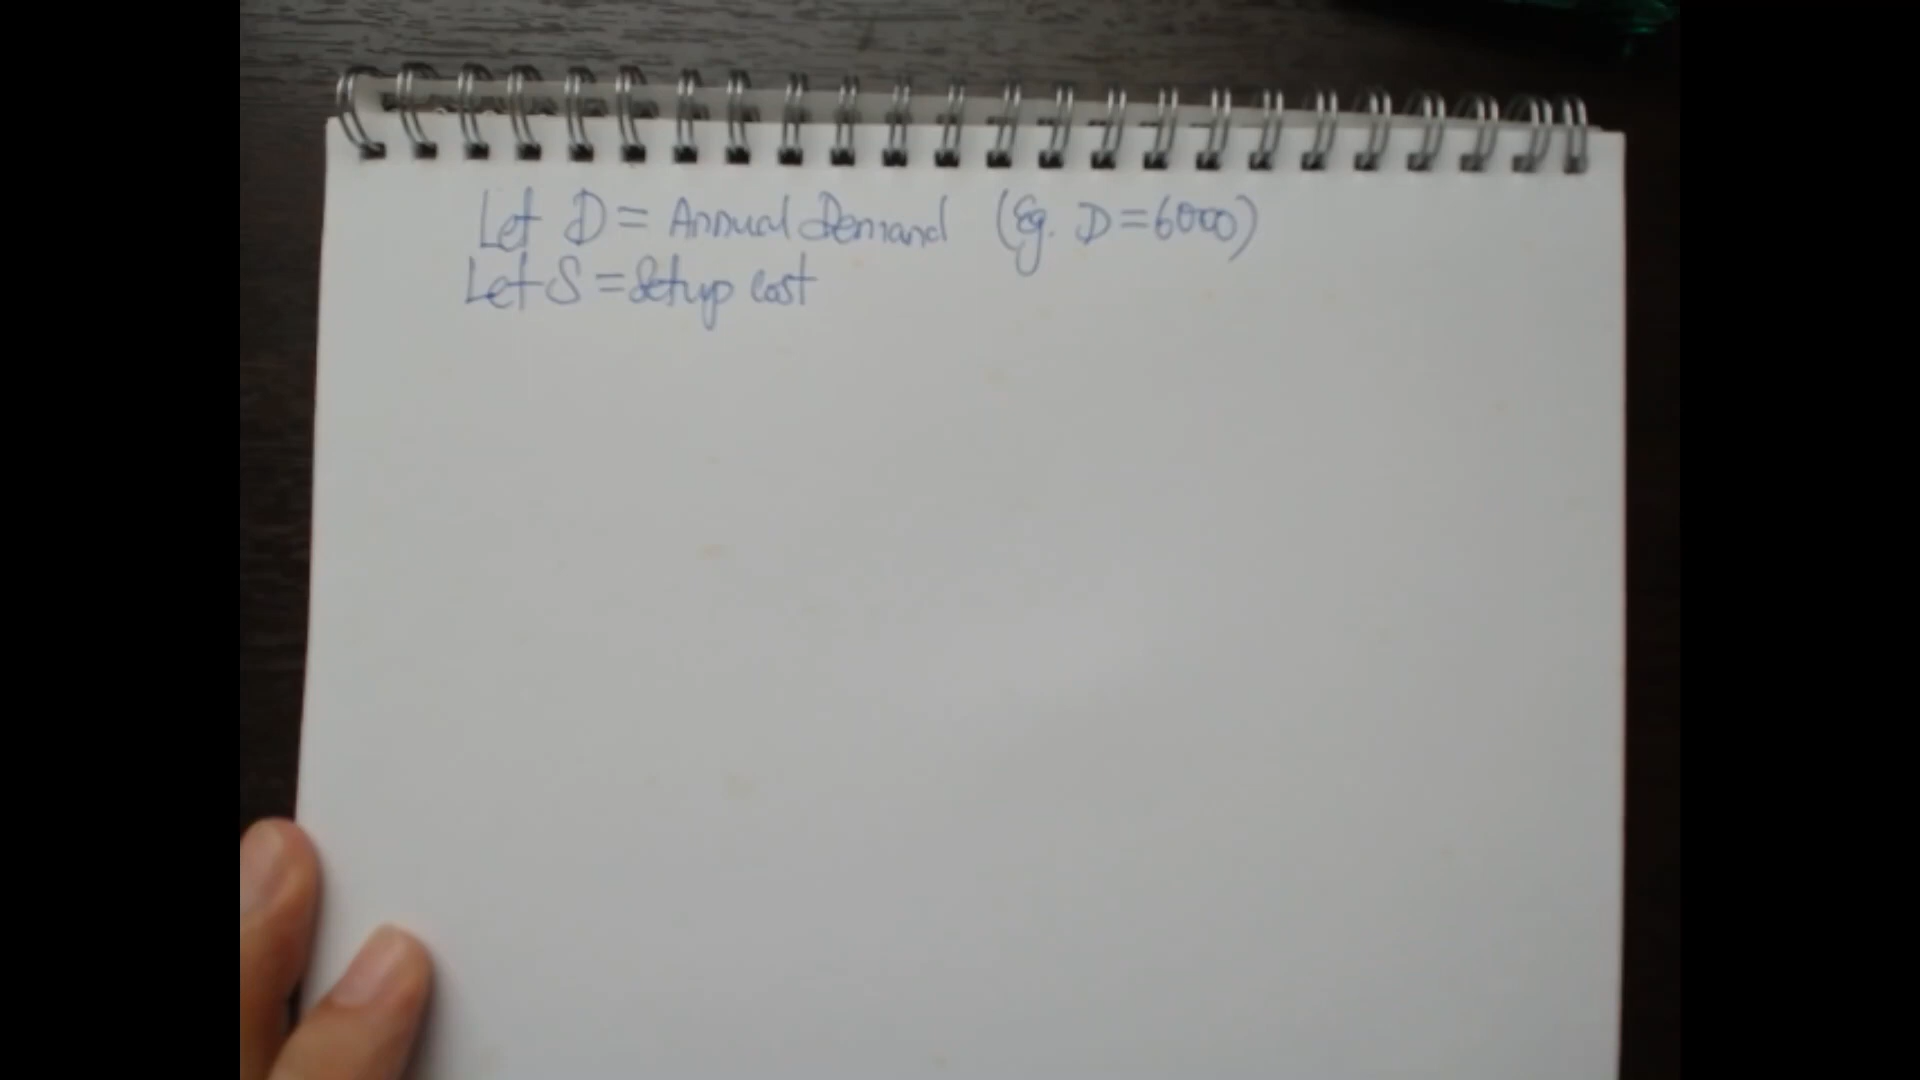 Let D = Annual Demand (Eg. D=6000)
Let S = Setup cost